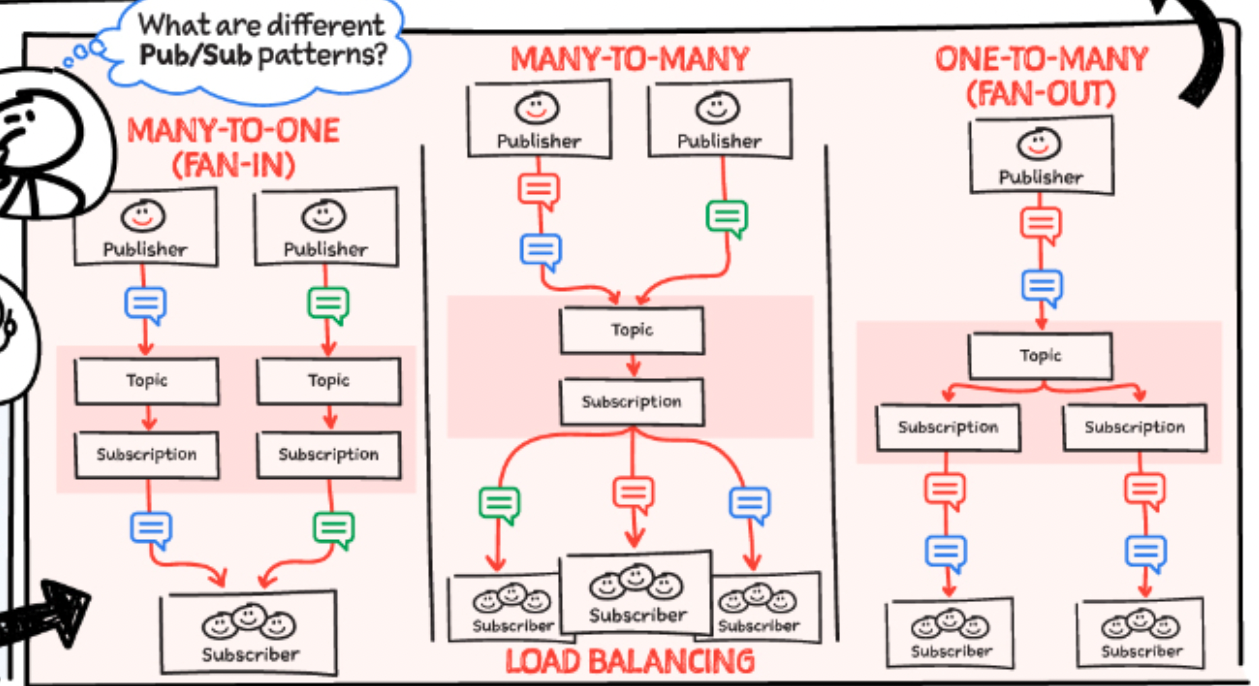 What are different
Pub/Sub patterns?
MANY-TO-ONE
(FAN-IN)
Publisher
Publisher
Topic
Topic
Subscription
Subscription
Subscriber
MANY-TO-MANY
Publisher
Publisher
Topic
Subscription
Subscriber
Subscriber
Subscriber
LOAD BALANCING
ONE-TO-MANY
(FAN-OUT)
Publisher
Topic
Subscription
Subscription
Subscriber
Subscriber